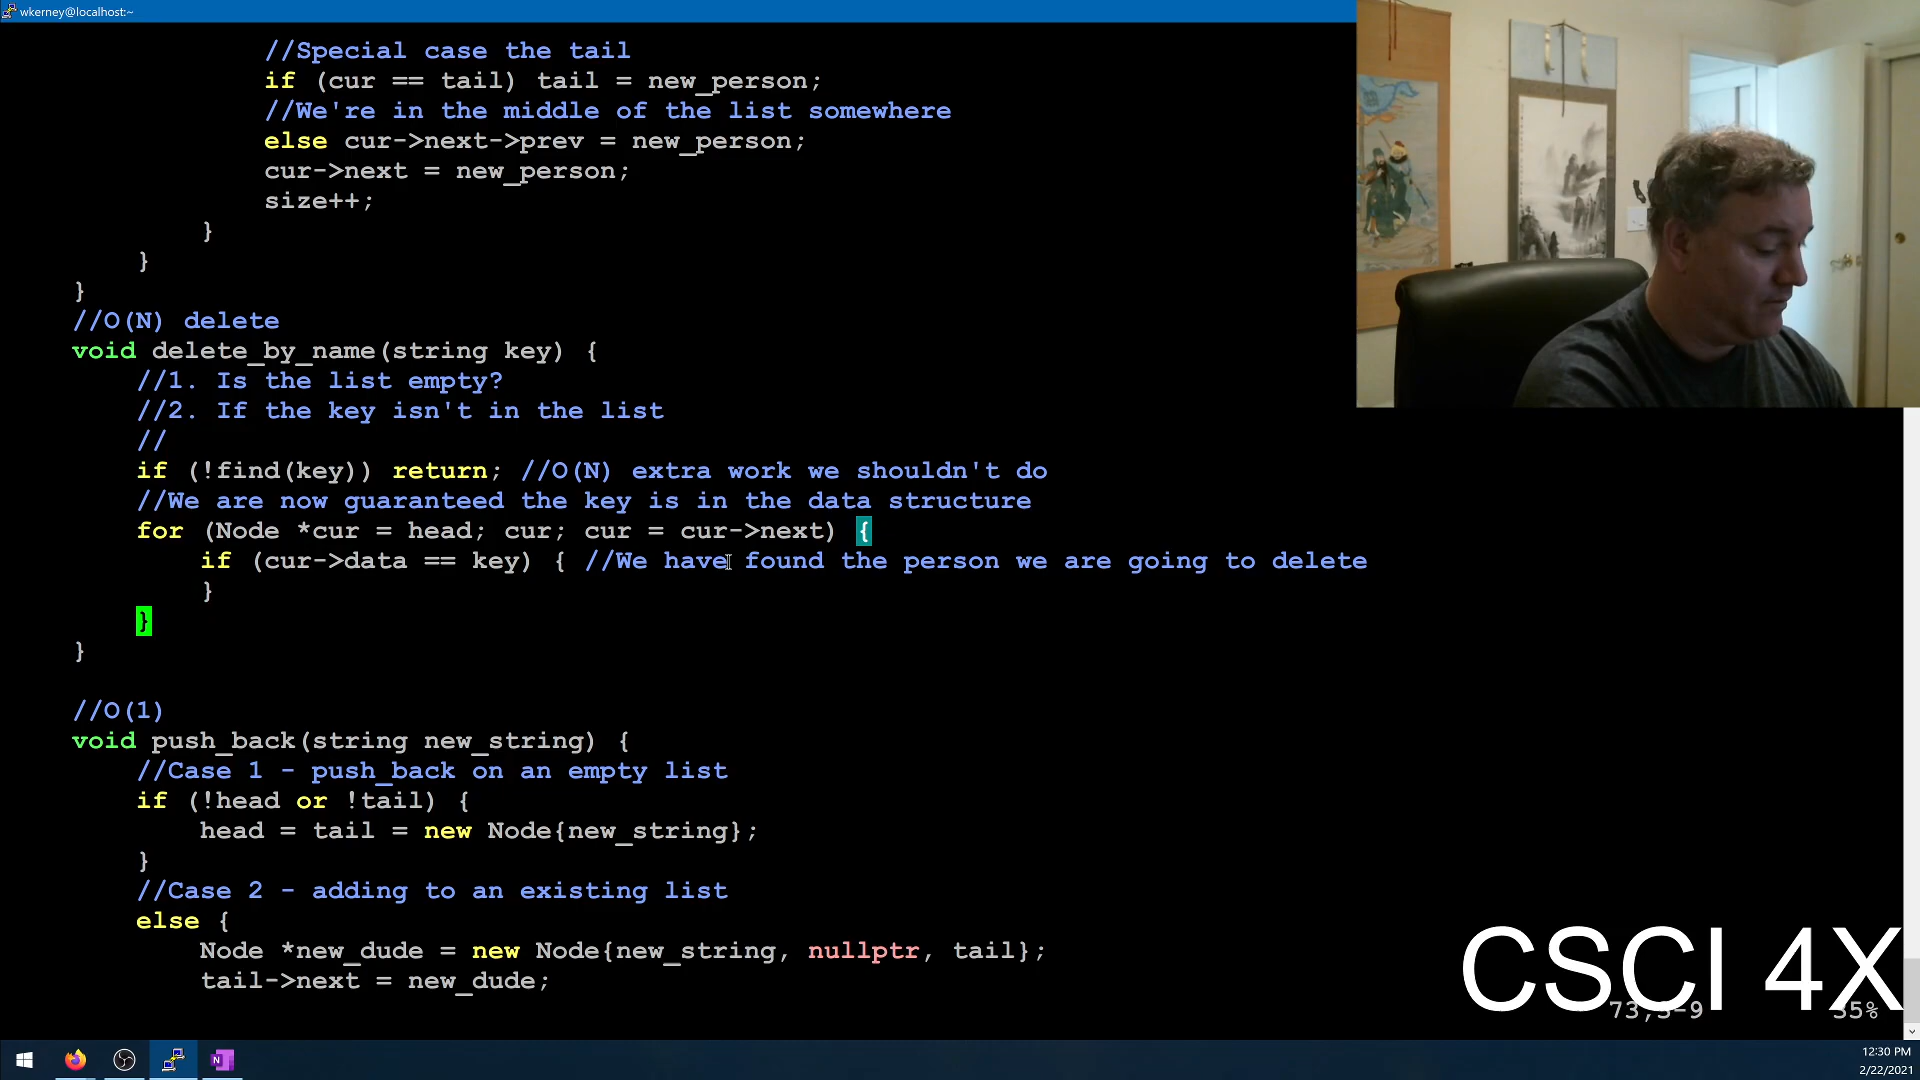 wkerney@localhost:~
//Special case the tail
if (cur == tail) tail = new_person;
//We're in the middle of the list somewhere
else cur->next->prev = new_person;
cur->next = new_person;
size++;
}
}
}
//O(N) delete
void delete_by_name(string key) {
//1. Is the list empty?
//2. If the key isn't in the list
//
if (!find(key)) return; //O(N) extra work we shouldn't do
//We are now guaranteed the key is in the data structure
for (Node *cur = head; cur; cur = cur->next) {
if (cur->data == key) { //We have found the person we are going to delete
}
}
}
//O(1)
void push_back(string new_string) {
//Case 1 - push_back on an empty list
if (!head or !tail) {
head = tail = new Node{new_string};
}
//Case 2 - adding to an existing list
else {
Node *new_dude = new Node{new_string, nullptr, tail};
tail->next = new_dude;
CSCI 4X
35%
12:30 PM
2/22/2021